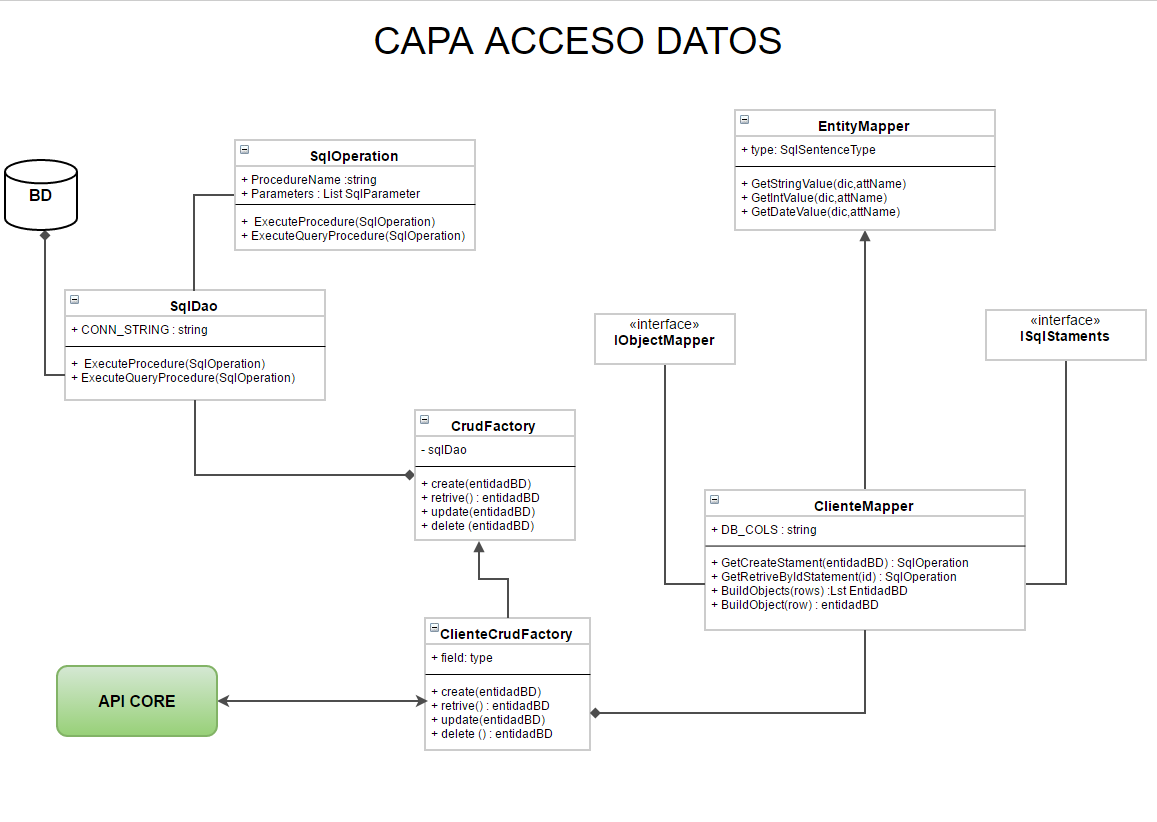 CAPA ACCESO DATOS
BD
SqlOperation
+ ProcedureName :string
+ Parameters : List SqlParameter
+ ExecuteProcedure(SqlOperation)
+ ExecuteQueryProcedure(SqlOperation)
EntityMapper
+ type: SqlSentenceType
+ GetStringValue(dic,attName)
+ GetIntValue(dic,attName)
+ GetDateValue(dic,attName)
SqlDao
+ CONN_STRING : string
+ ExecuteProcedure(SqlOperation)
+ ExecuteQueryProcedure(SqlOperation)
«interface»
IObjectMapper
«interface»
ISqlStaments
CrudFactory
- sqlDao
+ create(entidadBD)
+ retrive() : entidadBD
+ update(entidadBD)
+ delete (entidadBD)
ClienteMapper
+ DB_COLS : string
+ GetCreateStament(entidadBD) : SqlOperation
+ GetRetriveByIdStatement(id) : SqlOperation
+ BuildObjects(rows) :Lst EntidadBD
+ BuildObject(row) : entidadBD
ClienteCrudFactory
+ field: type
+ create(entidadBD)
+ retrive() : entidadBD
+ update(entidadBD)
+ delete () : entidadBD
API CORE